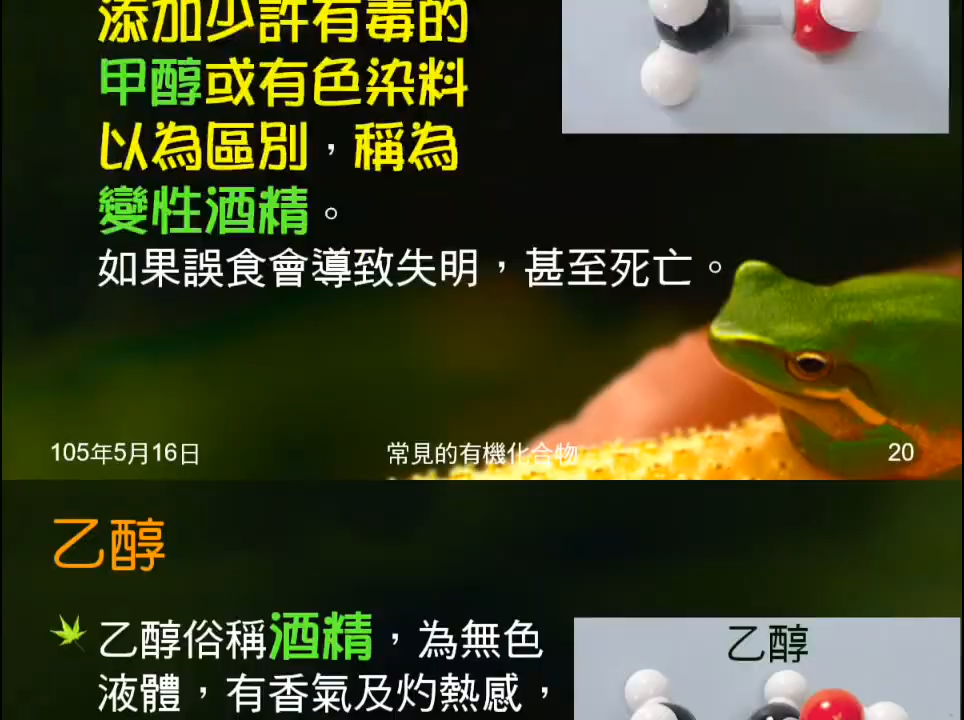 添加少許有毒的
甲醇或有色染料
以為區別，稱為
變性酒精。
如果誤食會導致失明，甚至死亡。
105年5月16日
常見的有機化合物
20
乙醇
乙醇俗稱酒精，為無色
液體，有香氣及灼熱感，
乙醇